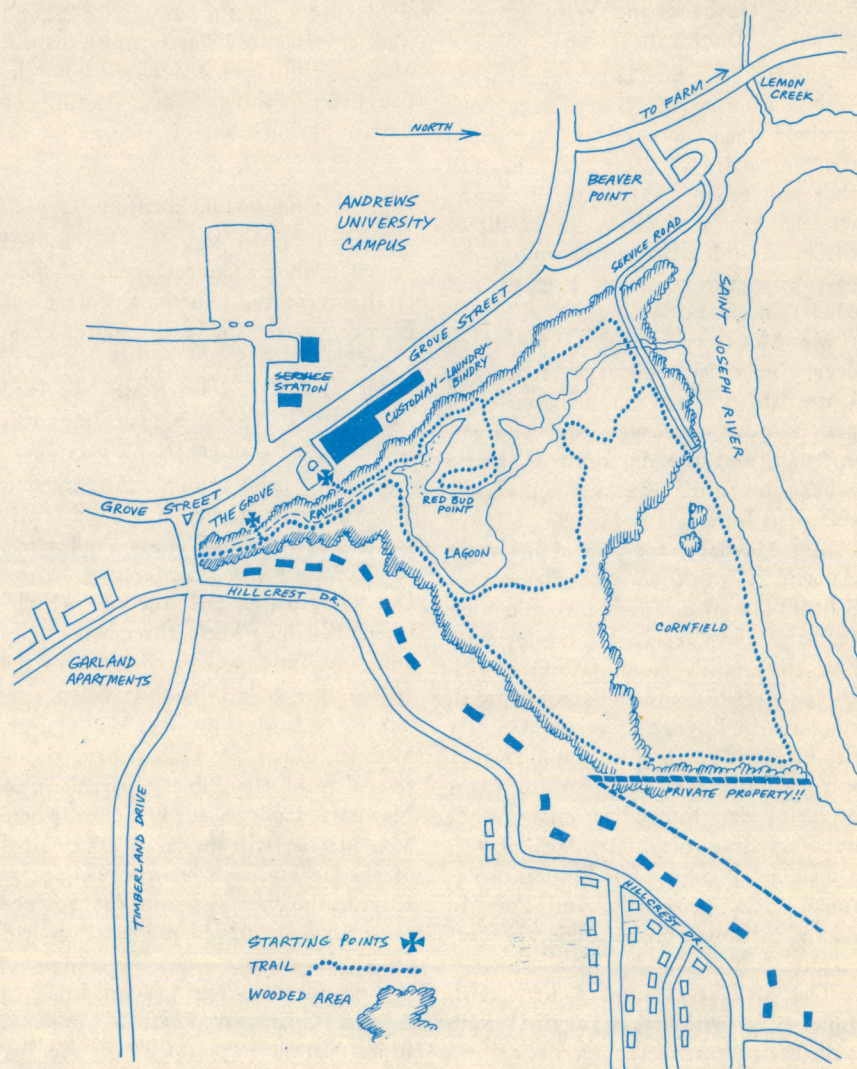 TO FARM
LEMON
CREEK
NORTH
BEAVER
POINT
ANDREWS
UNIVERSITY
CAMPUS
SERVICE ROAD
SAINT JOSEPH RIVER
GROVE STREET
SERVICE
STATION
CUSTODIAN-LAUNDRY-
BINDRY
GROVE STREET
THE GROVE
RAVINE
RED BUD
POINT
LAGOON
HILLCREST DR.
CORNFIELD
GARLAND
APARTMENTS
PRIVATE PROPERTY!!
TIMBERLAND DRIVE
HILLCREST DR.
STARTING POINTS
TRAIL
WOODED AREA